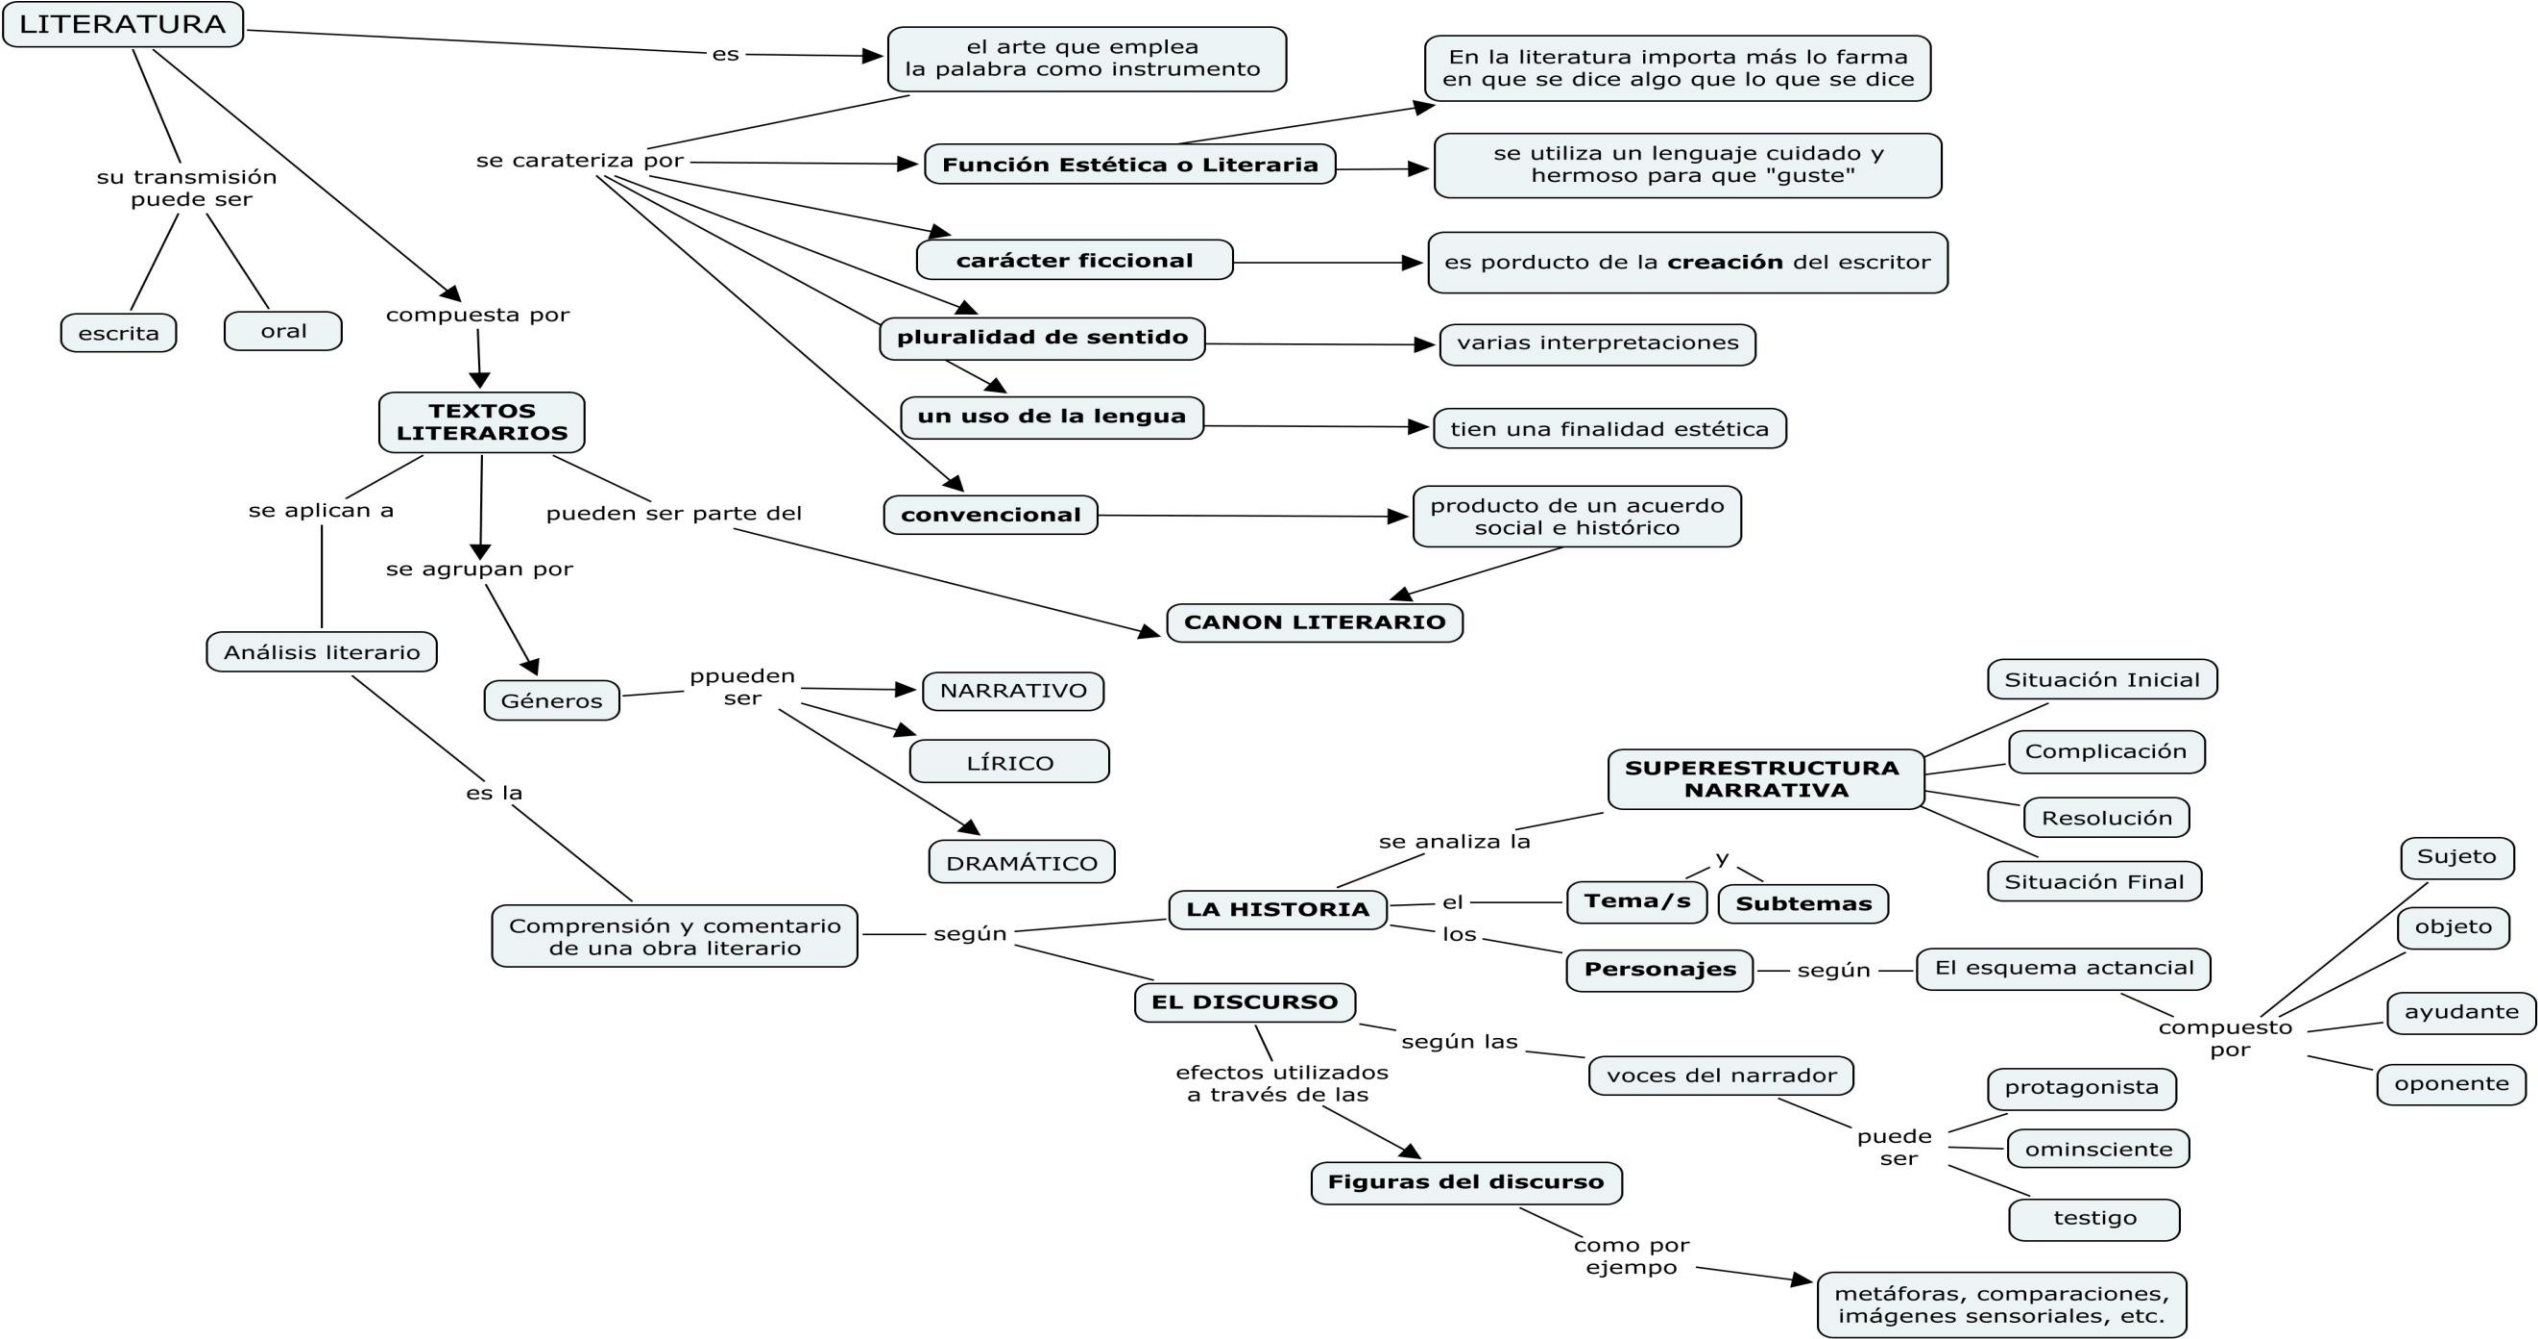 LITERATURA
es
el arte que emplea
la palabra como instrumento
En la literatura importa más lo farma
en que se dice algo que lo que se dice
se carateriza por
Función Estética o Literaria
se utiliza un lenguaje cuidado y
hermoso para que "guste"
su transmisión
puede ser
escrita
oral
carácter ficcional
es porducto de la creación del escritor
pluralidad de sentido
varias interpretaciones
un uso de la lengua
tien una finalidad estética
convencional
producto de un acuerdo
social e histórico
compuesta por
TEXTOS
LITERARIOS
se aplican a
pueden ser parte del
se agrupan por
CANON LITERARIO
Análisis literario
Géneros
ppueden
ser
NARRATIVO
LÍRICO
DRAMÁTICO
es la
Comprensión y comentario
de una obra literario
según
LA HISTORIA
se analiza la
SUPERESTRUCTURA
NARRATIVA
Situación Inicial
Complicación
Resolución
Situación Final
el
Tema/s
y
Subtemas
los
Personajes
según
El esquema actancial
compuesto
por
Sujeto
objeto
ayudante
oponente
EL DISCURSO
según las
voces del narrador
puede
ser
protagonista
ominsciente
testigo
efectos utilizados
a través de las
Figuras del discurso
como por
ejempo
metáforas, comparaciones,
imágenes sensoriales, etc.